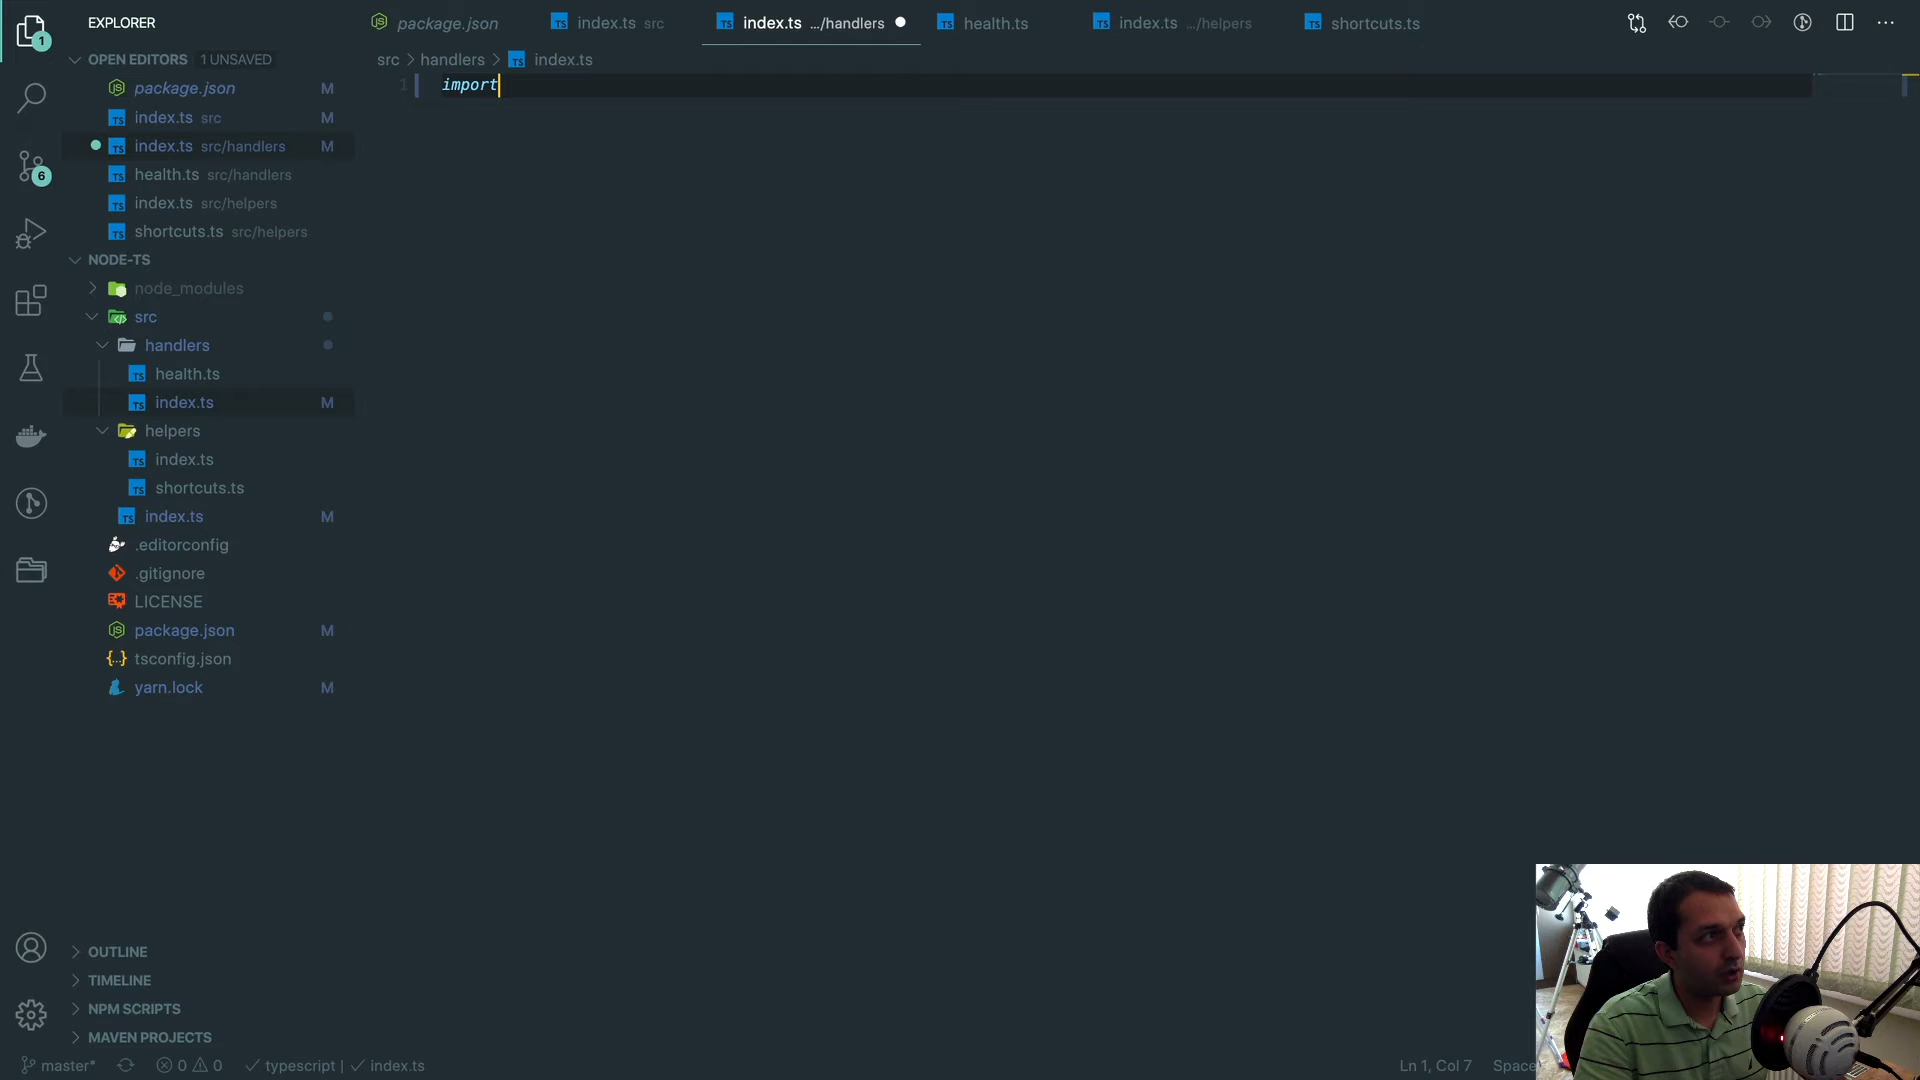 EXPLORER
package.json
index.ts src
index.ts .../handlers
health.ts
index.ts .../helpers
shortcuts.ts
OPEN EDITORS 1 UNSAVED
src
handlers
index.ts
1
1 import
package.json M
index.ts src M
index.ts src/handlers M
health.ts src/handlers
index.ts src/helpers
shortcuts.ts src/helpers
6
NODE-TS
node_modules
src
handlers
health.ts
index.ts M
helpers
index.ts
shortcuts.ts
index.ts M
.editorconfig
.gitignore
LICENSE
package.json M
tsconfig.json
yarn.lock M
OUTLINE
TIMELINE
NPM SCRIPTS
MAVEN PROJECTS
master* 0 0 typescript | index.ts
Ln 1, Col 7